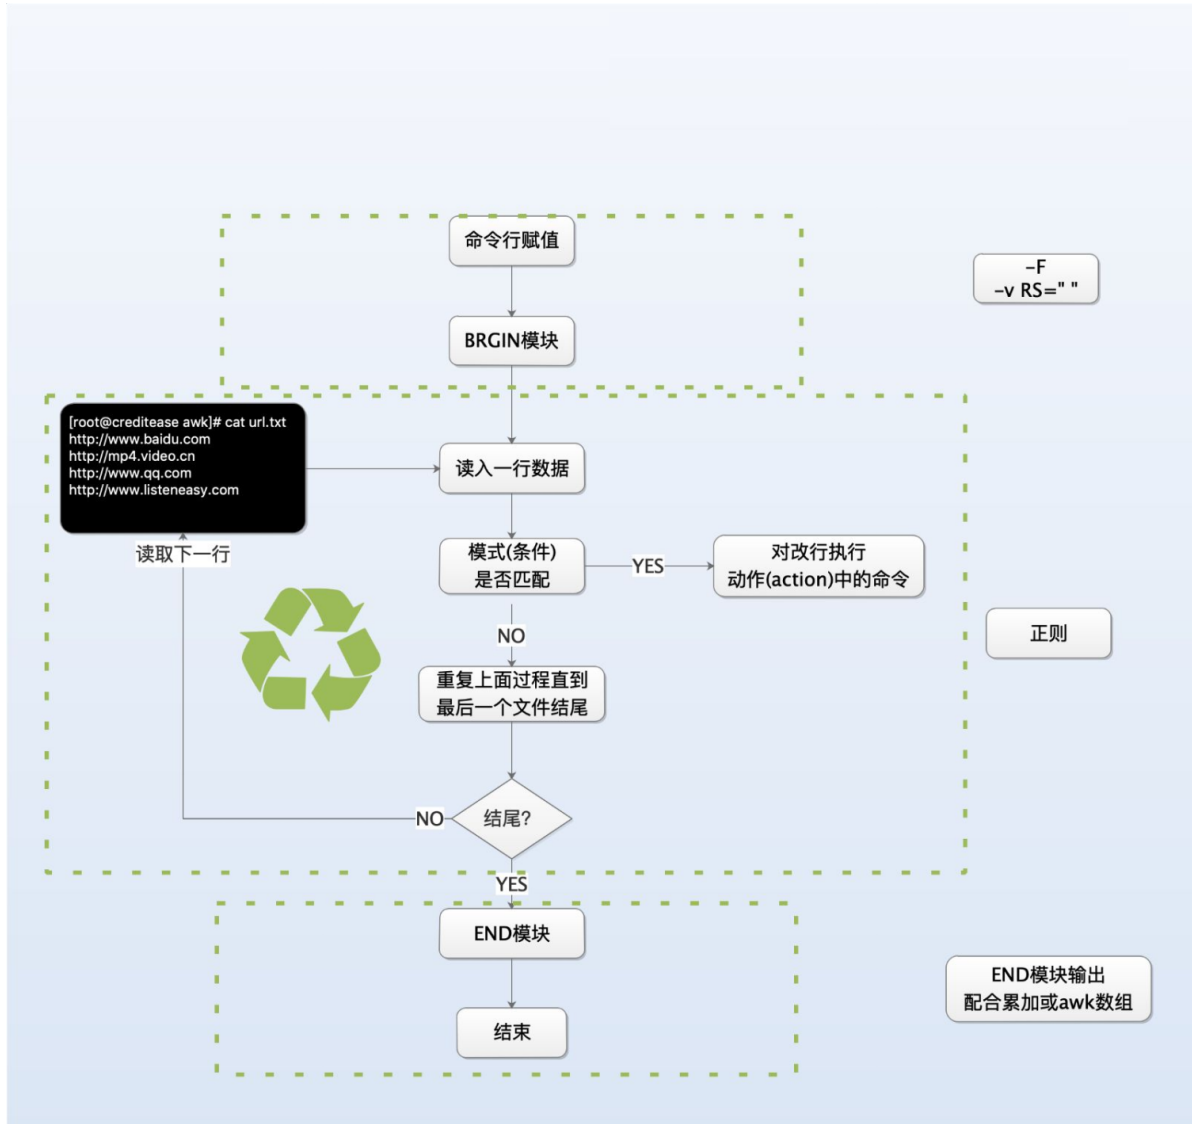 命令行赋值
-F
-v RS=" "
BRGIN模块
[root@creditease awk]# cat url.txt
http://www.baidu.com
http://mp4.video.cn
http://www.qq.com
http://www.listeneasy.com
读入一行数据
读取下一行
模式(条件)
是否匹配
YES
对改行执行
动作(action)中的命令
NO
正则
重复上面过程直到
最后一个文件结尾
NO
结尾?
YES
END模块
END模块输出
配合累加或awk数组
结束